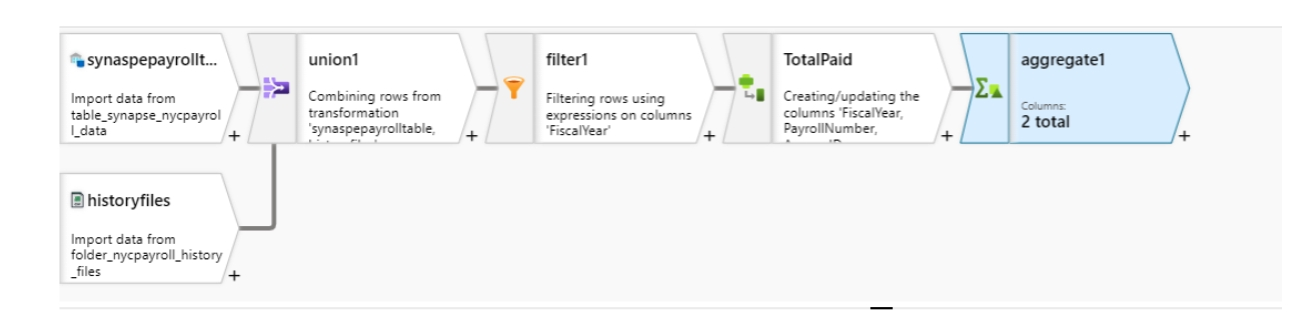 synaspepayrollt...
Import data from
table_synapse_nycpayrol
l_data
+
union1
Combining rows from
transformation
'synaspepayrolltable,
+
filter1
Filtering rows using
expressions on columns
'FiscalYear'
+
TotalPaid
Creating/updating the
columns 'FiscalYear,
PayrollNumber,
+
aggregate1
Columns:
2 total
+
historyfiles
Import data from
folder_nycpayroll_history
_files
+